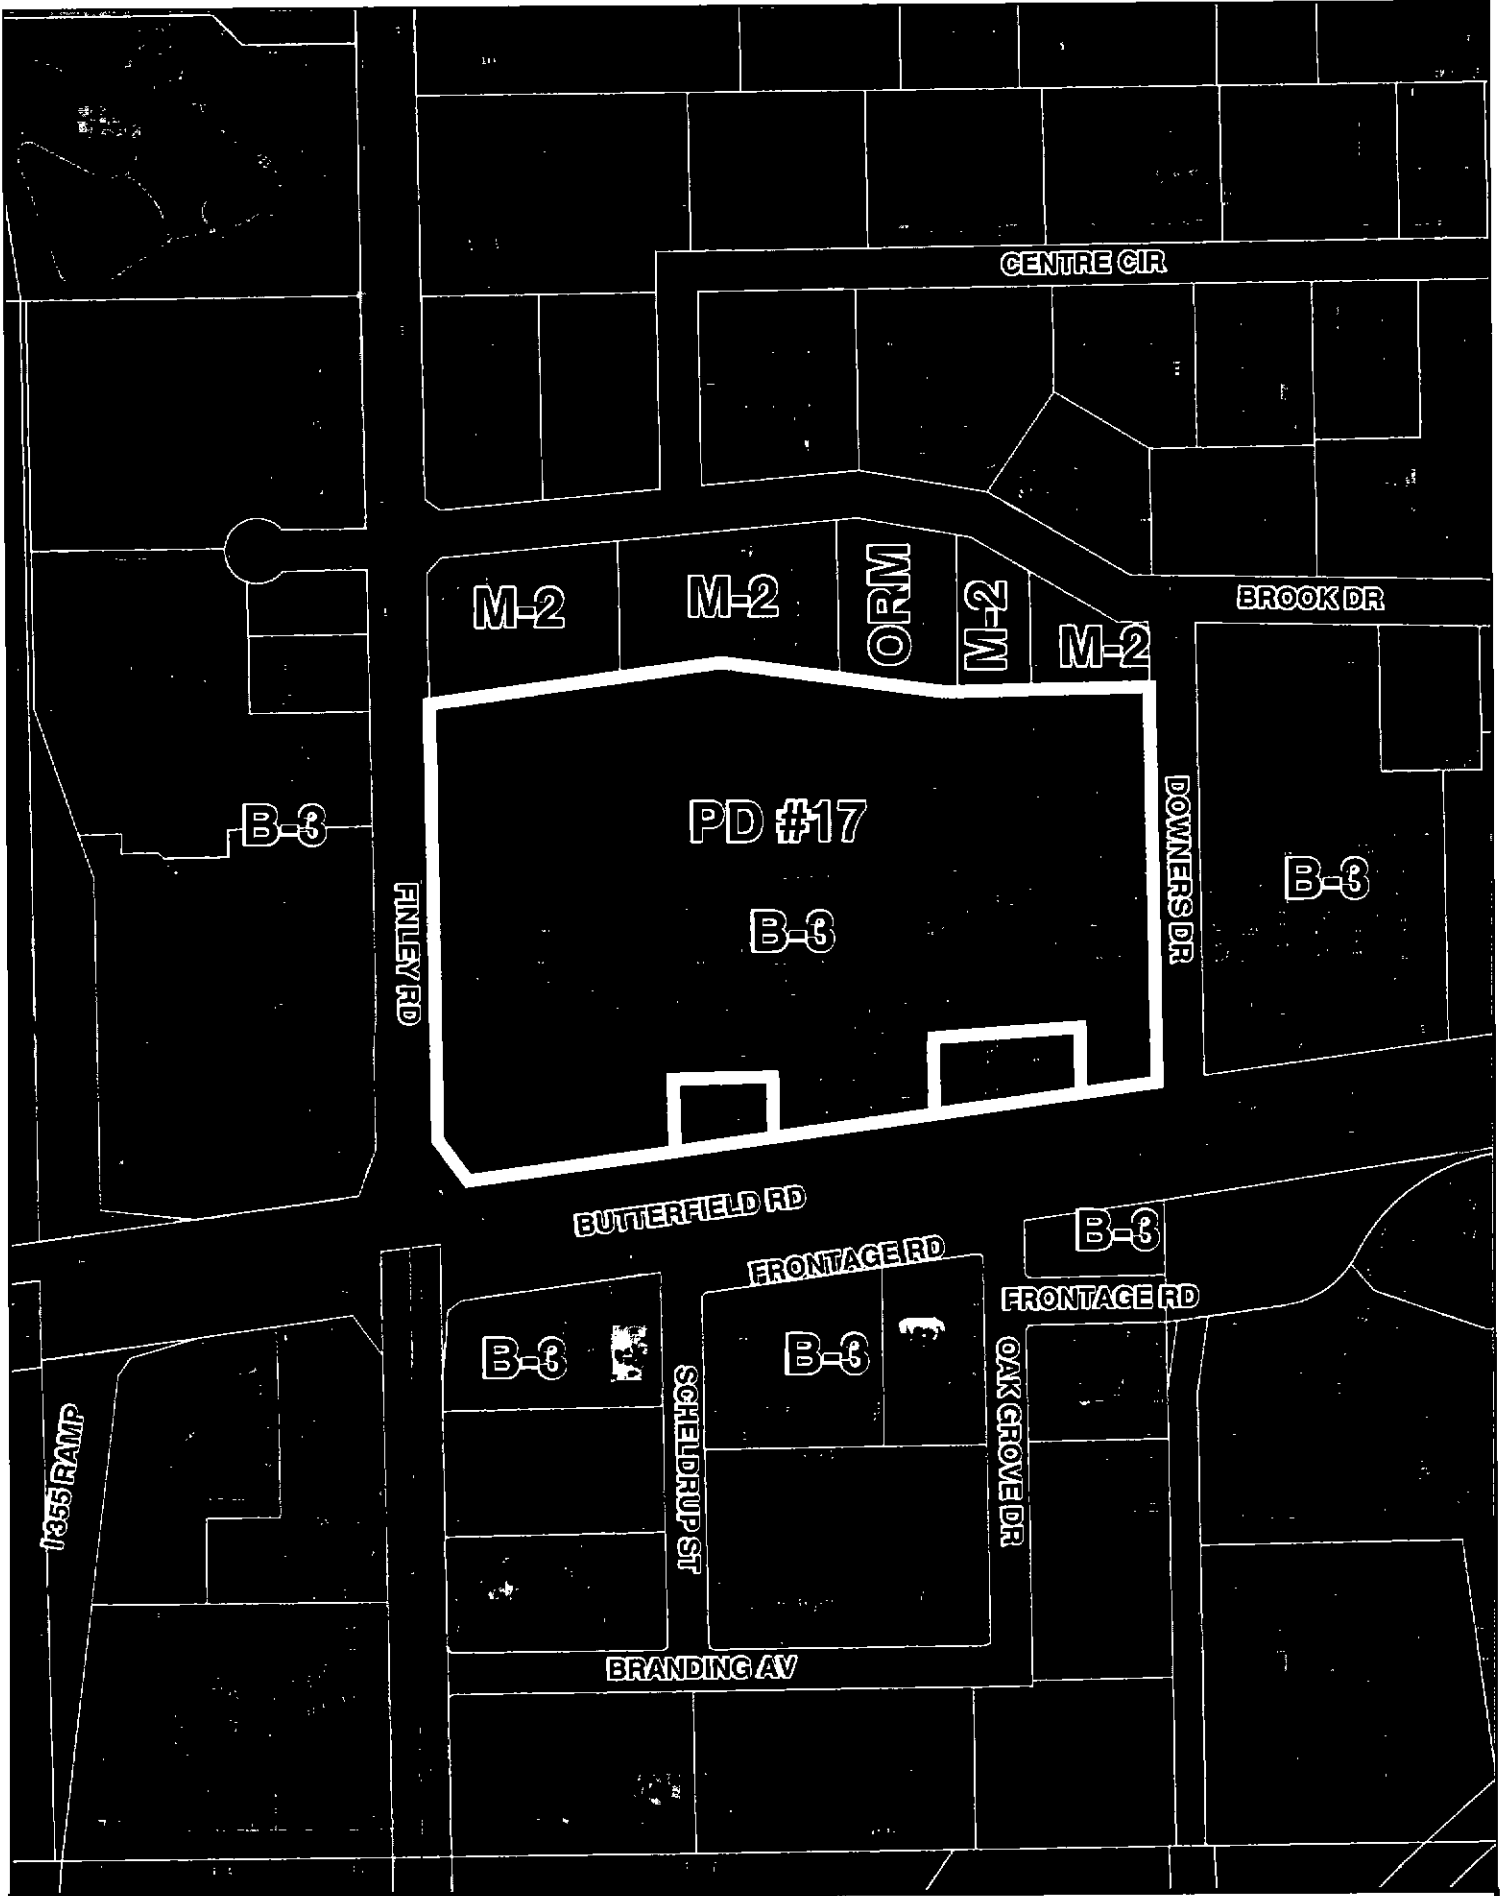 CENTRE CIR
BROOK DR
M-2
M-2
ORM
M-2
M-2
PD #17
B-3
B-3
B-3
FINLEY RD
DOWNERS DR
BUTTERFIELD RD
FRONTAGE RD
B-3
FRONTAGE RD
B-3
B-3
SCHELDRUP ST
OAK GROVE DR
I-355 RAMP
BRANDING AV